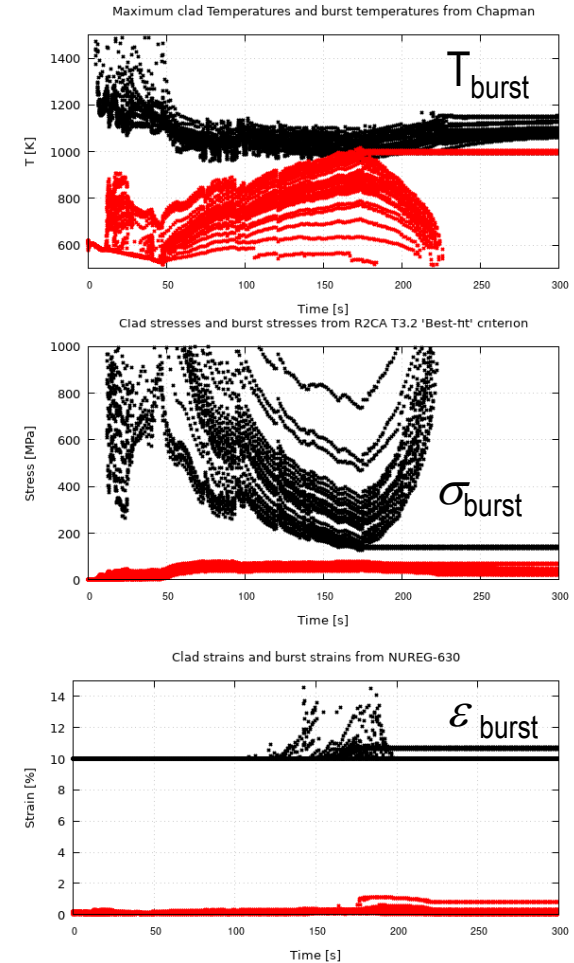 Maximum clad Temperatures and burst temperatures from Chapman
T burst
1400
1200
1000
800
600
T [K]
0 50 100 150 200 250 300
Time [s]
Clad stresses and burst stresses from R2CA T3.2 'Best-fit' criterion
1000
800
600
400
200
0
Stress [MPa]
σ burst
0 50 100 150 200 250 300
Time [s]
Clad strains and burst strains from NUREG-630
14
12
10
8
6
4
2
0
Strain [%]
ε burst
0 50 100 150 200 250 300
Time [s]